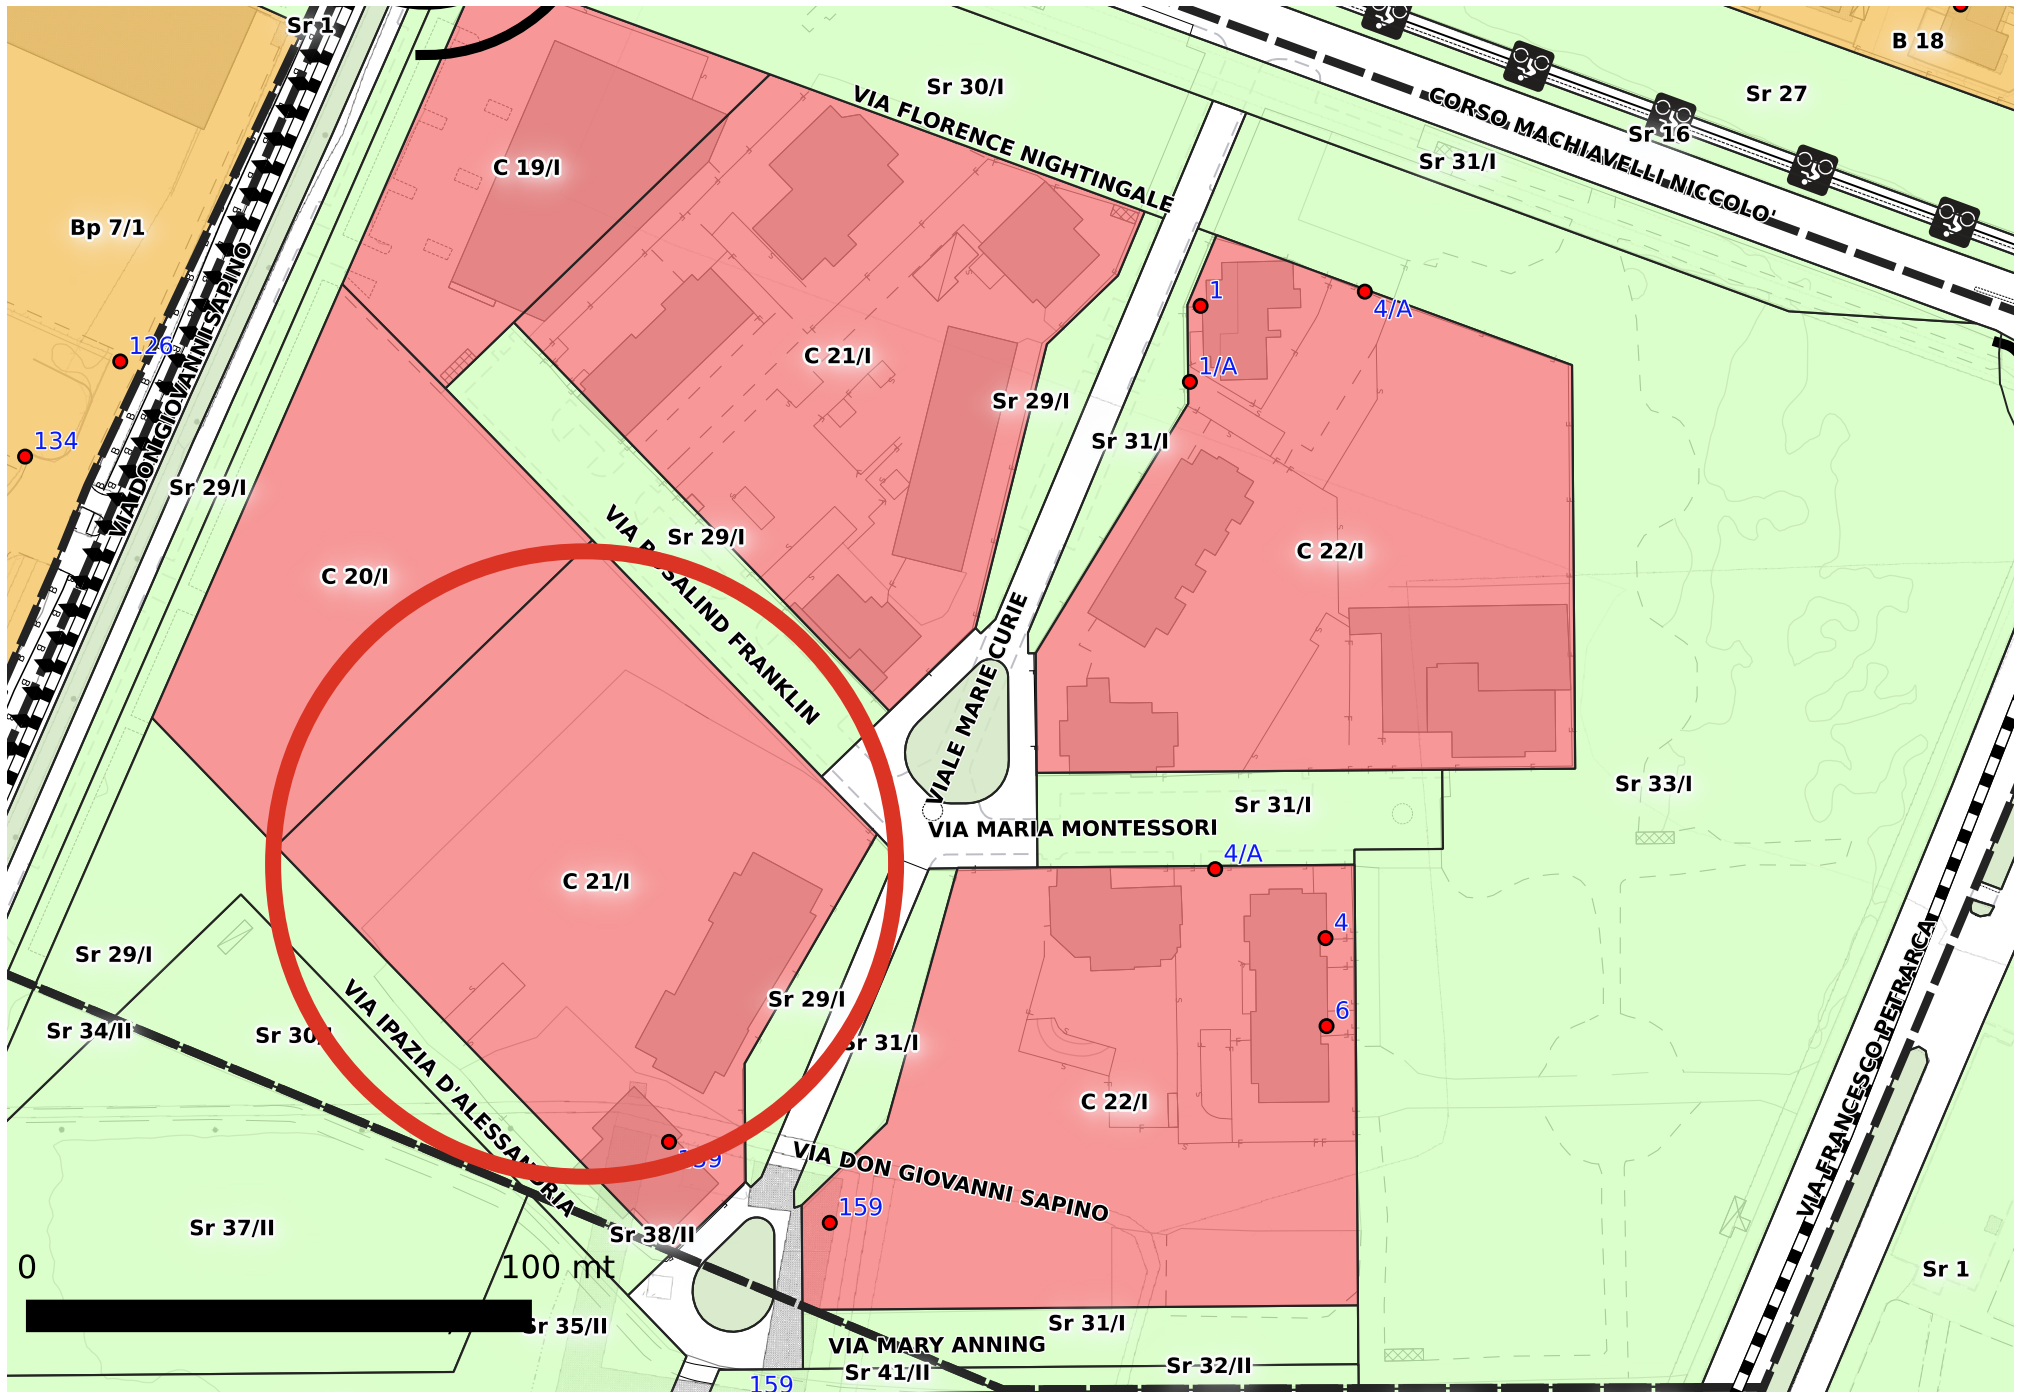 Sr 1
B 18
Sr 30/I
Sr 27
VIA FLORENCE NIGHTINGALE
CORSO MACHIAVELLI NICCOLO'
Sr 16
Sr 31/I
C 19/I
Bp 7/1
VIA DON GIOVANNI SAPINO
1
4/A
126
1/A
C 21/I
Sr 29/I
Sr 31/I
134
Sr 29/I
VIA ROSALIND FRANKLIN
Sr 29/I
C 22/I
C 20/I
VIALE MARIE CURIE
Sr 33/I
Sr 31/I
VIA MARIA MONTESSORI
4/A
C 21/I
4
Sr 29/I
VIA IPAZIA D'ALESSANDRIA
Sr 29/I
6
Sr 34/II
Sr 30/I
Sr 31/I
VIA FRANCESCO PETRARCA
C 22/I
159
VIA DON GIOVANNI SAPINO
159
Sr 37/II
Sr 38/II
0
100 mt
Sr 1
Sr 35/II
Sr 31/I
VIA MARY ANNING
Sr 41/II
Sr 32/II
159